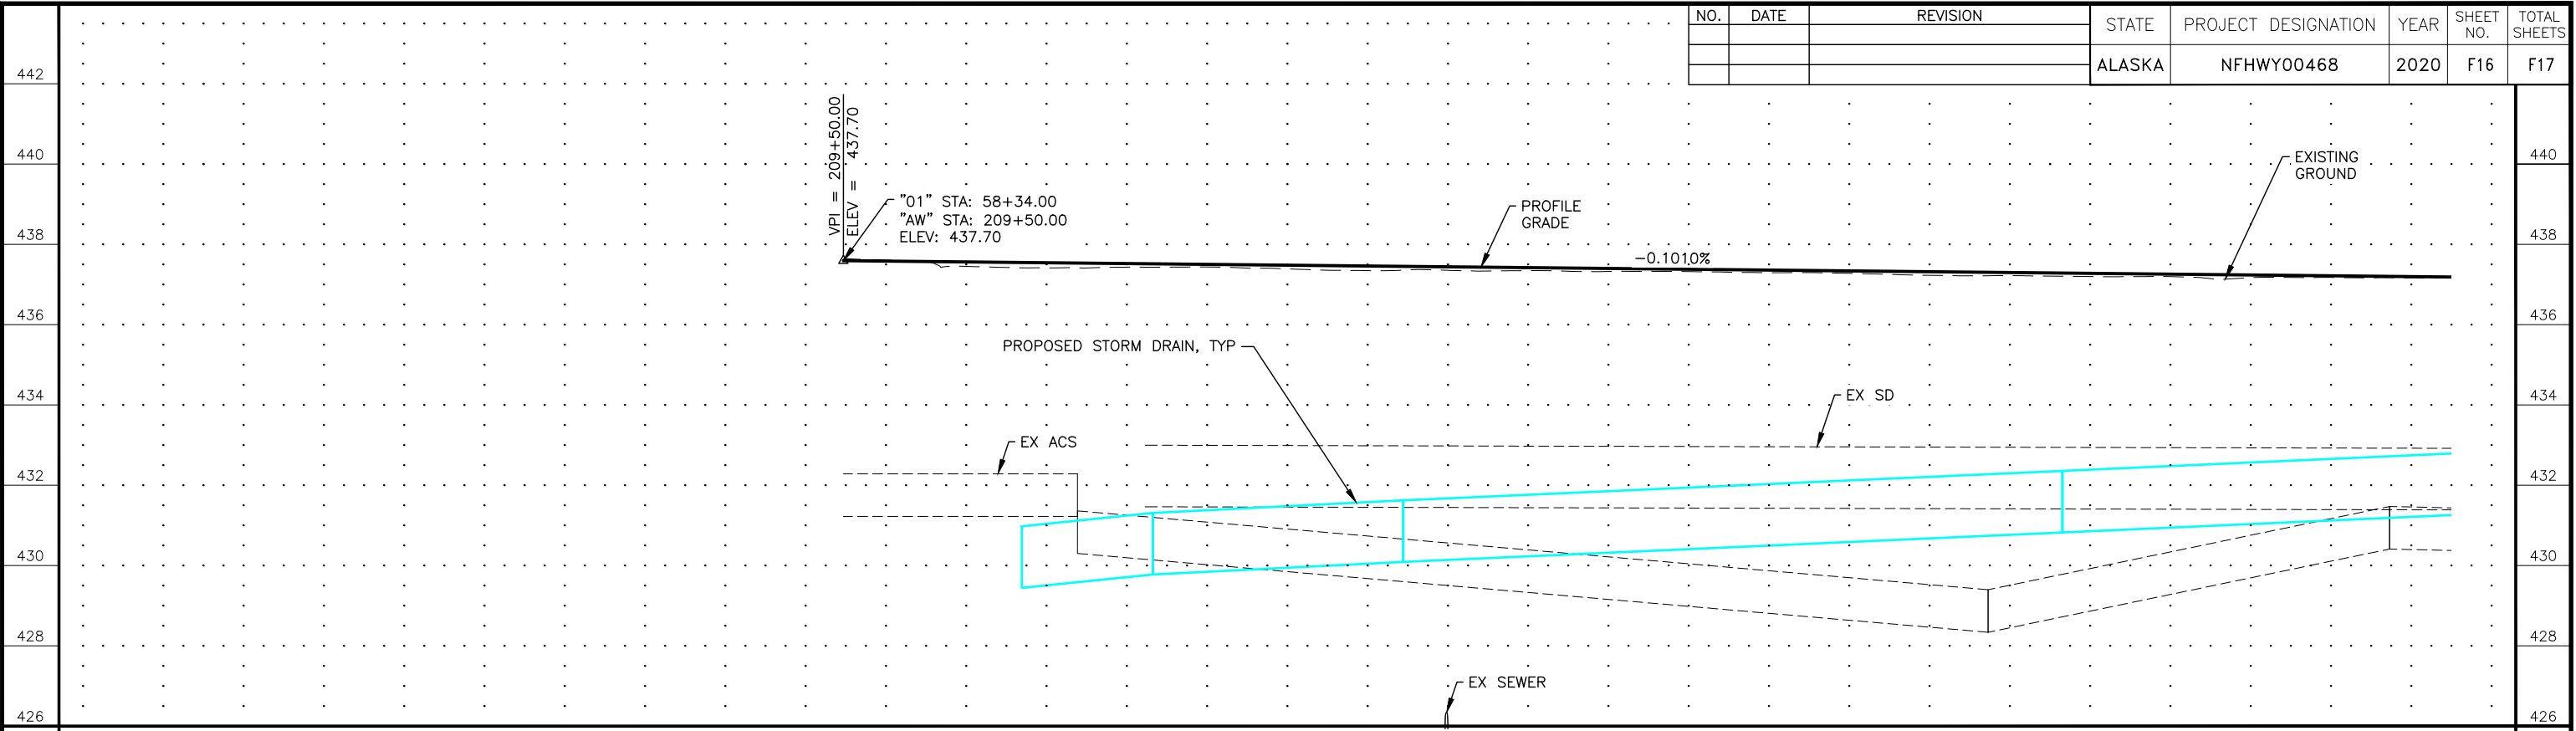 NO. DATE REVISION STATE PROJECT DESIGNATION YEAR SHEET NO. TOTAL SHEETS
ALASKA NFHWY00468 2020 F16 F17
442
440
438
436
434
432
430
428
426
VPI = 209+50.00
ELEV = 437.70
"01" STA: 58+34.00
"AW" STA: 209+50.00
ELEV: 437.70
PROFILE
GRADE
-0.1010%
EXISTING
GROUND
PROPOSED STORM DRAIN, TYP
EX SD
EX ACS
EX SEWER
440
438
436
434
432
430
428
426